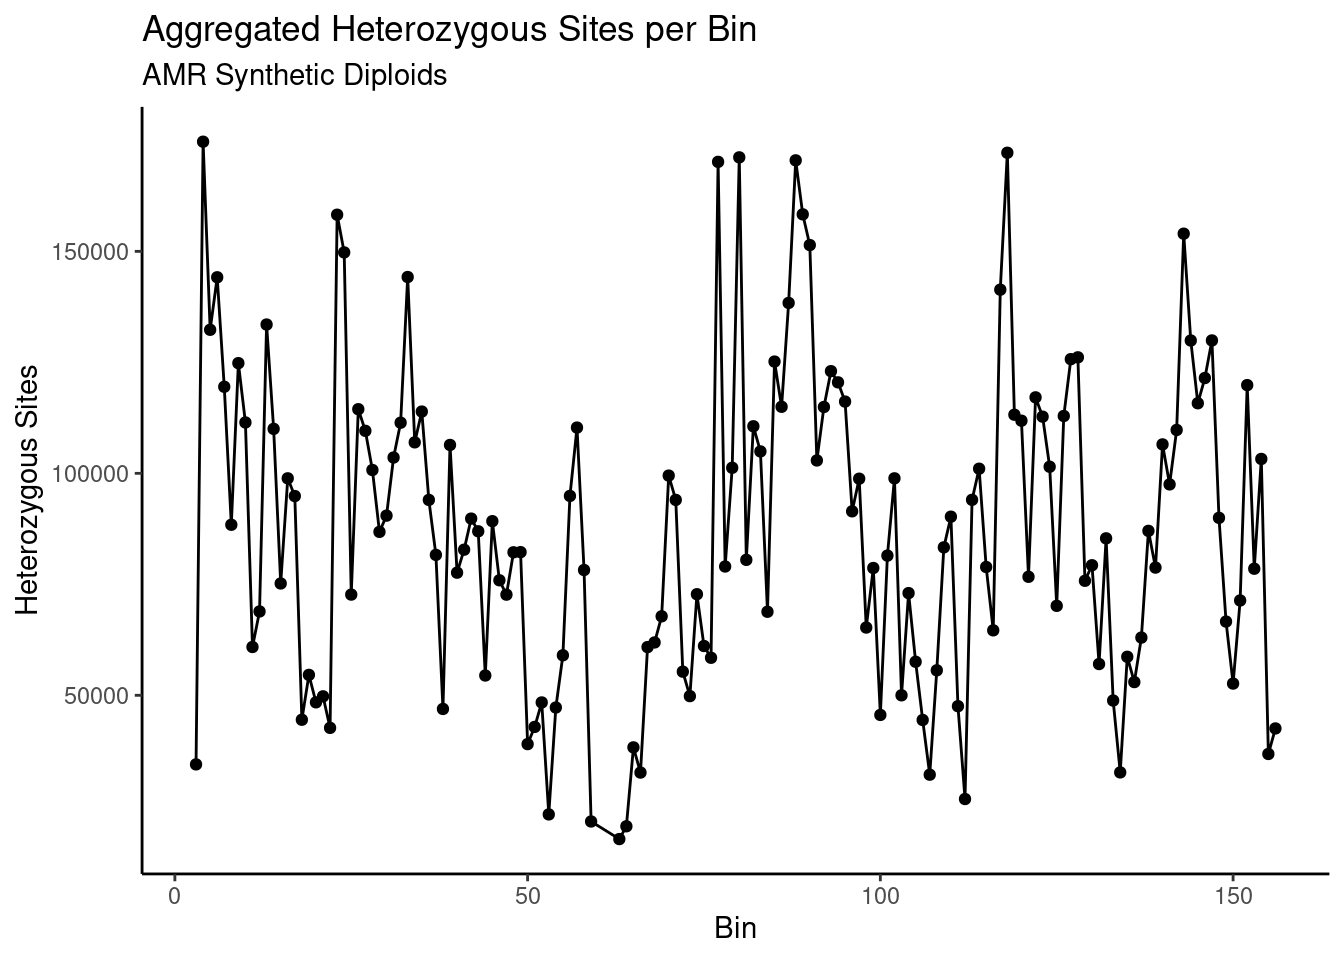 Aggregated Heterozygous Sites per Bin
AMR Synthetic Diploids
Heterozygous Sites
150000
100000
50000
0 50 100 150
Bin